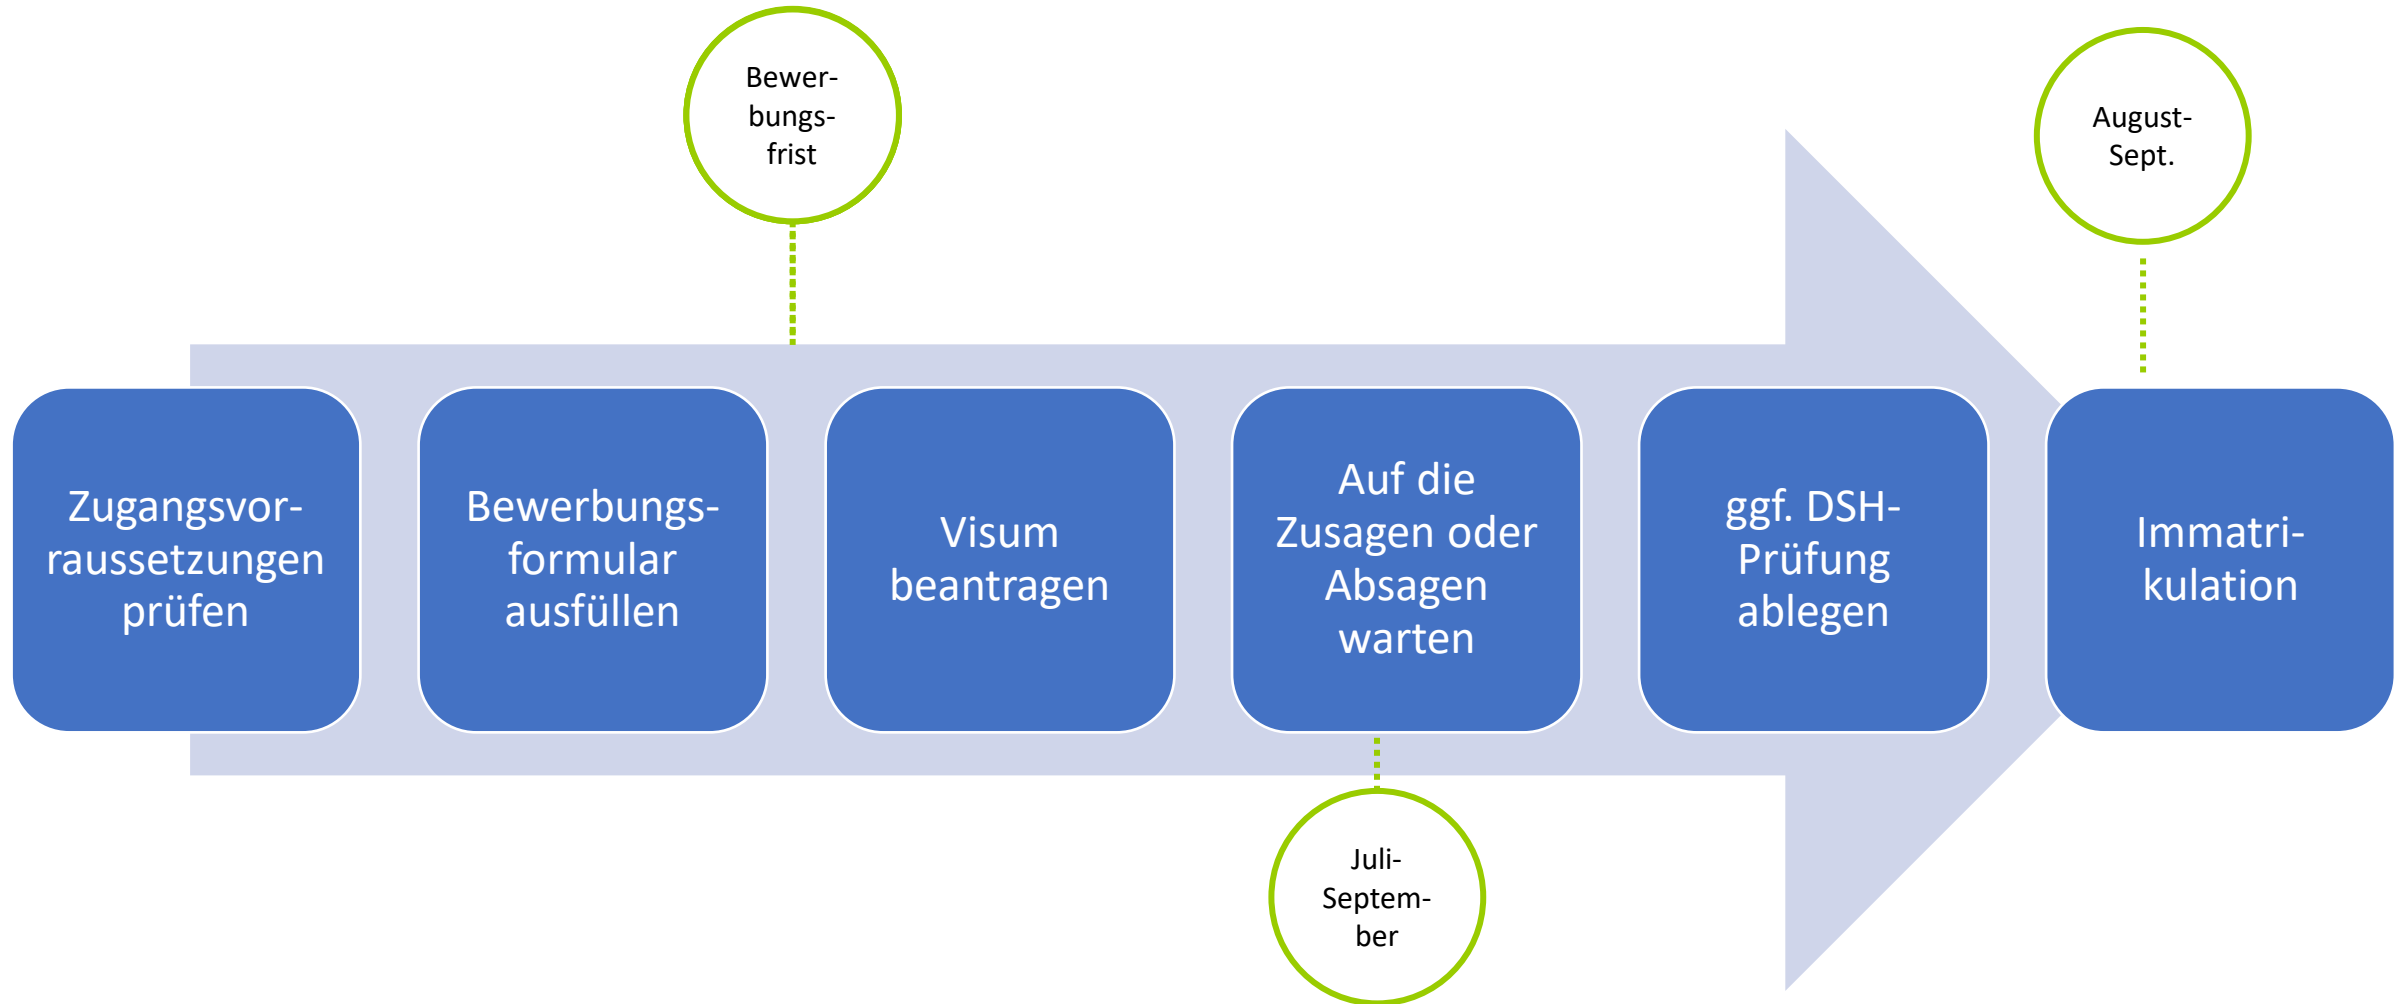 Bewer-
bungs-
frist
August-
Sept.
Zugangsvor-
raussetzungen
prüfen
Bewerbungs-
formular
ausfüllen
Visum
beantragen
Auf die
Zusagen oder
Absagen
warten
ggf. DSH-
Prüfung
ablegen
Immatri-
kulation
Juli-
Septem-
ber